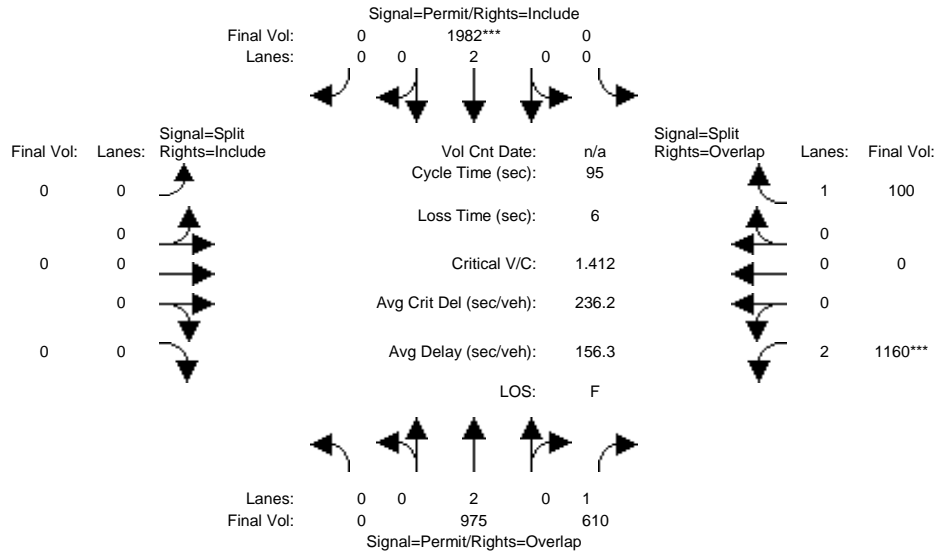 Signal=Permit/Rights=Include
Final Vol: 0 1982*** 0
Lanes: 0 0 2 0 0
Signal=Split Signal=Split
Final Vol: Lanes: Rights=Include Vol Cnt Date: n/a Rights=Overlap Lanes: Final Vol:
Cycle Time (sec): 95
0 0 1 100
Loss Time (sec): 6
0 0
0 0 Critical V/C: 1.412 0 0
0 Avg Crit Del (sec/veh): 236.2 0
0 0 Avg Delay (sec/veh): 156.3 2 1160***
LOS: F
Lanes: 0 0 2 0 1
Final Vol: 0 975 610
Signal=Permit/Rights=Overlap